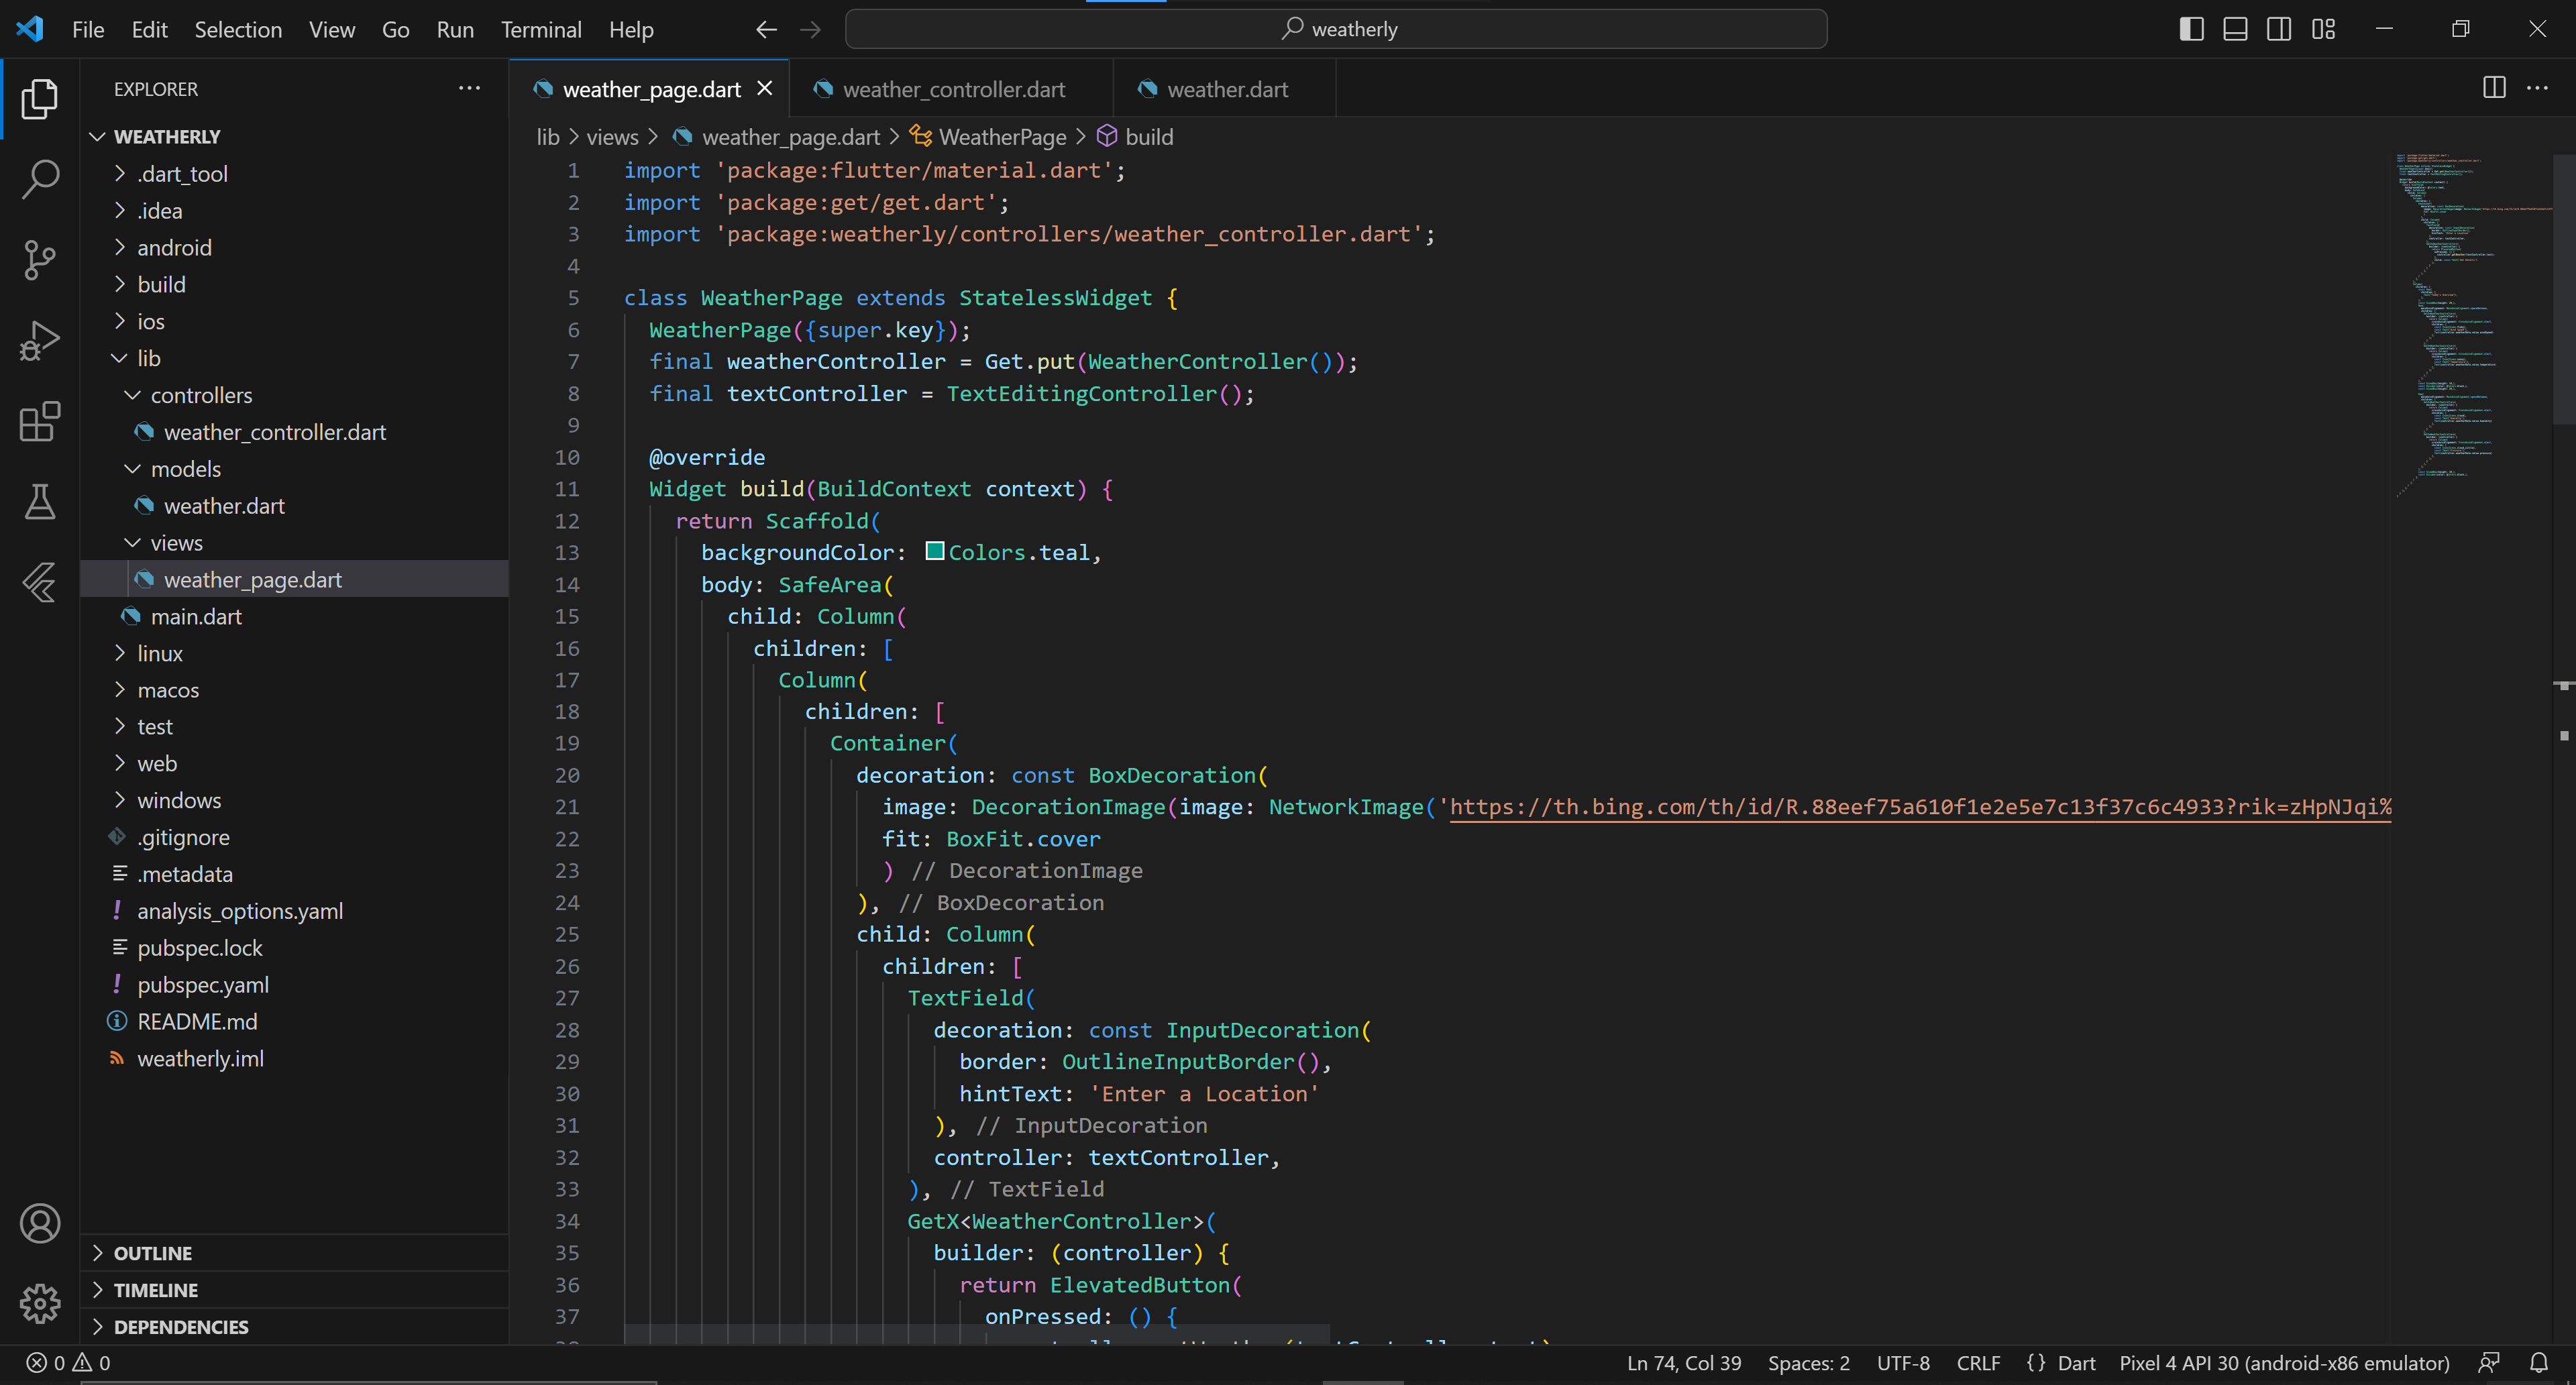 File Edit Selection View Go Run Terminal Help
weatherly
EXPLORER
WEATHERLY
.dart_tool
.idea
android
build
ios
lib
controllers
weather_controller.dart
models
weather.dart
views
weather_page.dart
main.dart
linux
macos
test
web
windows
.gitignore
.metadata
analysis_options.yaml
pubspec.lock
pubspec.yaml
README.md
weatherly.iml
OUTLINE
TIMELINE
DEPENDENCIES
weather_page.dart weather_controller.dart weather.dart
lib > views > weather_page.dart > WeatherPage > build
1 import 'package:flutter/material.dart';
2 import 'package:get/get.dart';
3 import 'package:weatherly/controllers/weather_controller.dart';
4
5 class WeatherPage extends StatelessWidget {
6 WeatherPage({super.key});
7 final weatherController = Get.put(WeatherController());
8 final textController = TextEditingController();
9
10 @override
11 Widget build(BuildContext context) {
12 return Scaffold(
13 backgroundColor: Colors.teal,
14 body: SafeArea(
15 child: Column(
16 children: [
17 Column(
18 children: [
19 Container(
20 decoration: const BoxDecoration(
21 image: DecorationImage(image: NetworkImage('https://th.bing.com/th/id/R.88eef75a610f1e2e5e7c13f37c6c4933?rik=zHpNJqi%
22 fit: BoxFit.cover
23 ) // DecorationImage
24 ), // BoxDecoration
25 child: Column(
26 children: [
27 TextField(
28 decoration: const InputDecoration(
29 border: OutlineInputBorder(),
30 hintText: 'Enter a Location'
31 ), // InputDecoration
32 controller: textController,
33 ), // TextField
34 GetX<WeatherController>(
35 builder: (controller) {
36 return ElevatedButton(
37 onPressed: () {
0 0
Ln 74, Col 39 Spaces: 2 UTF-8 CRLF {} Dart Pixel 4 API 30 (android-x86 emulator)